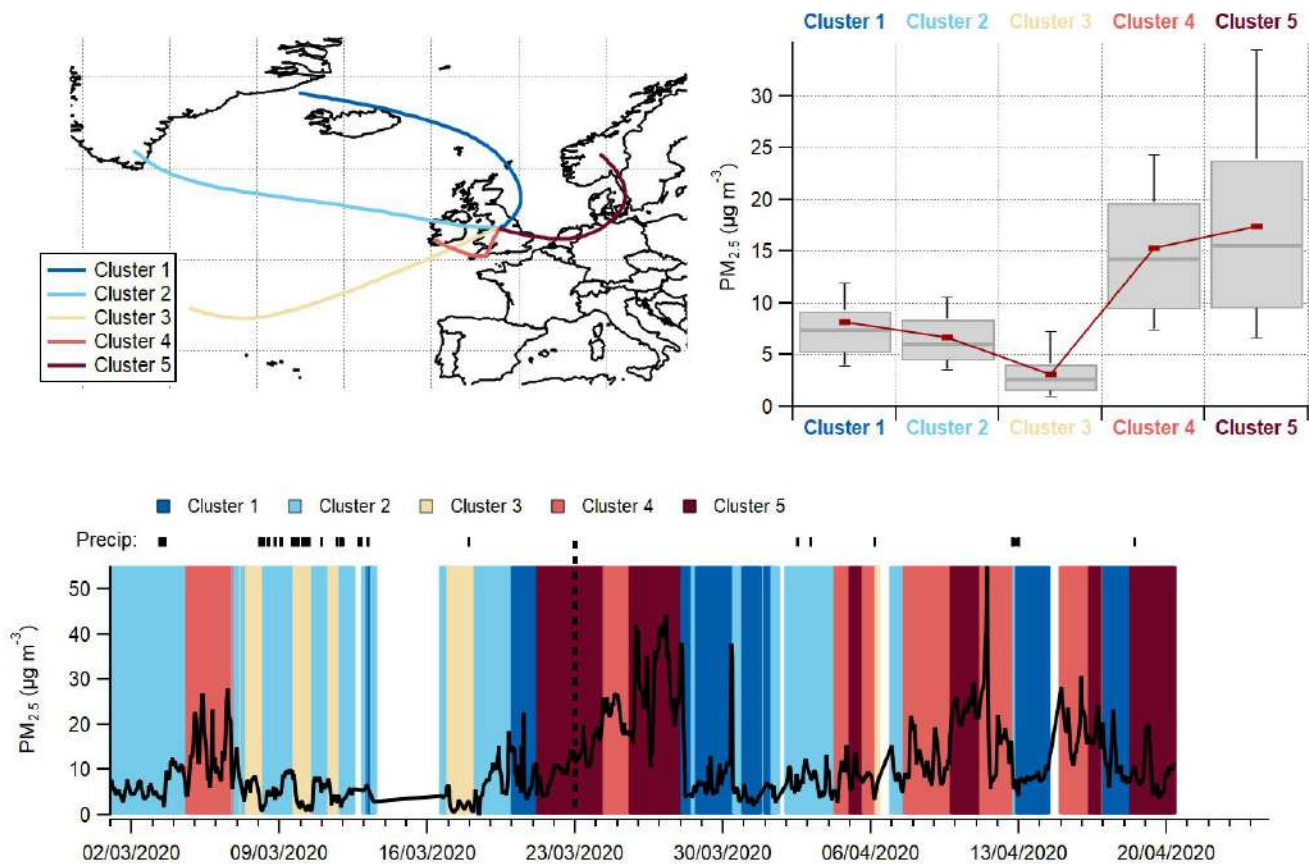 Cluster 1 Cluster 2 Cluster 3 Cluster 4 Cluster 5
Cluster 1
Cluster 2
Cluster 3
Cluster 4
Cluster 5
30
25
20
15
10
5
0
PM2.5 (µg m-3)
Cluster 1 Cluster 2 Cluster 3 Cluster 4 Cluster 5
Cluster 1 Cluster 2 Cluster 3 Cluster 4 Cluster 5
Precip:
50
40
30
20
10
0
PM2.5 (µg m-3)
02/03/2020 09/03/2020 16/03/2020 23/03/2020 30/03/2020 06/04/2020 13/04/2020 20/04/2020